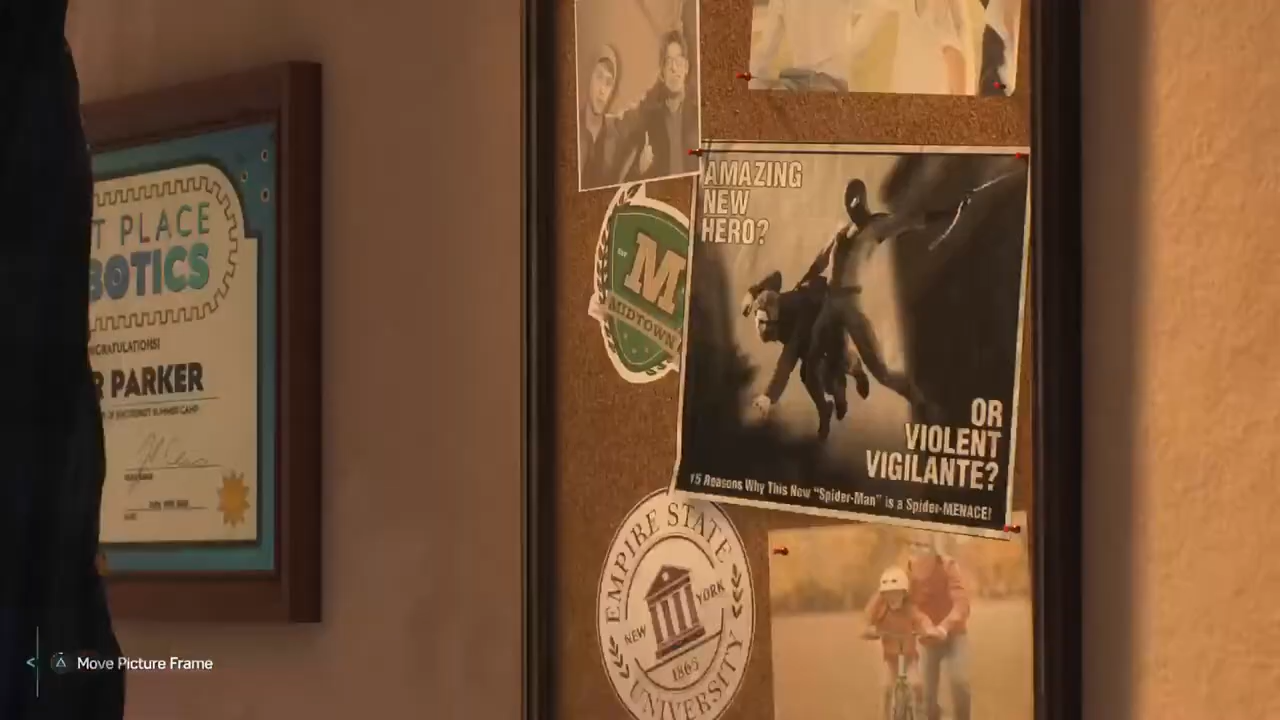 T PLACE
BOTICS
NGRATULATIONS!
R PARKER
AMAZING
NEW
HERO?
OR
VIOLENT
VIGILANTE?
15 Reasons Why This New "Spider-Man" is a Spider-MENACE!
M
MIDTOWN
EMPIRE STATE
NEW YORK
1865
UNIVERSITY
< Move Picture Frame